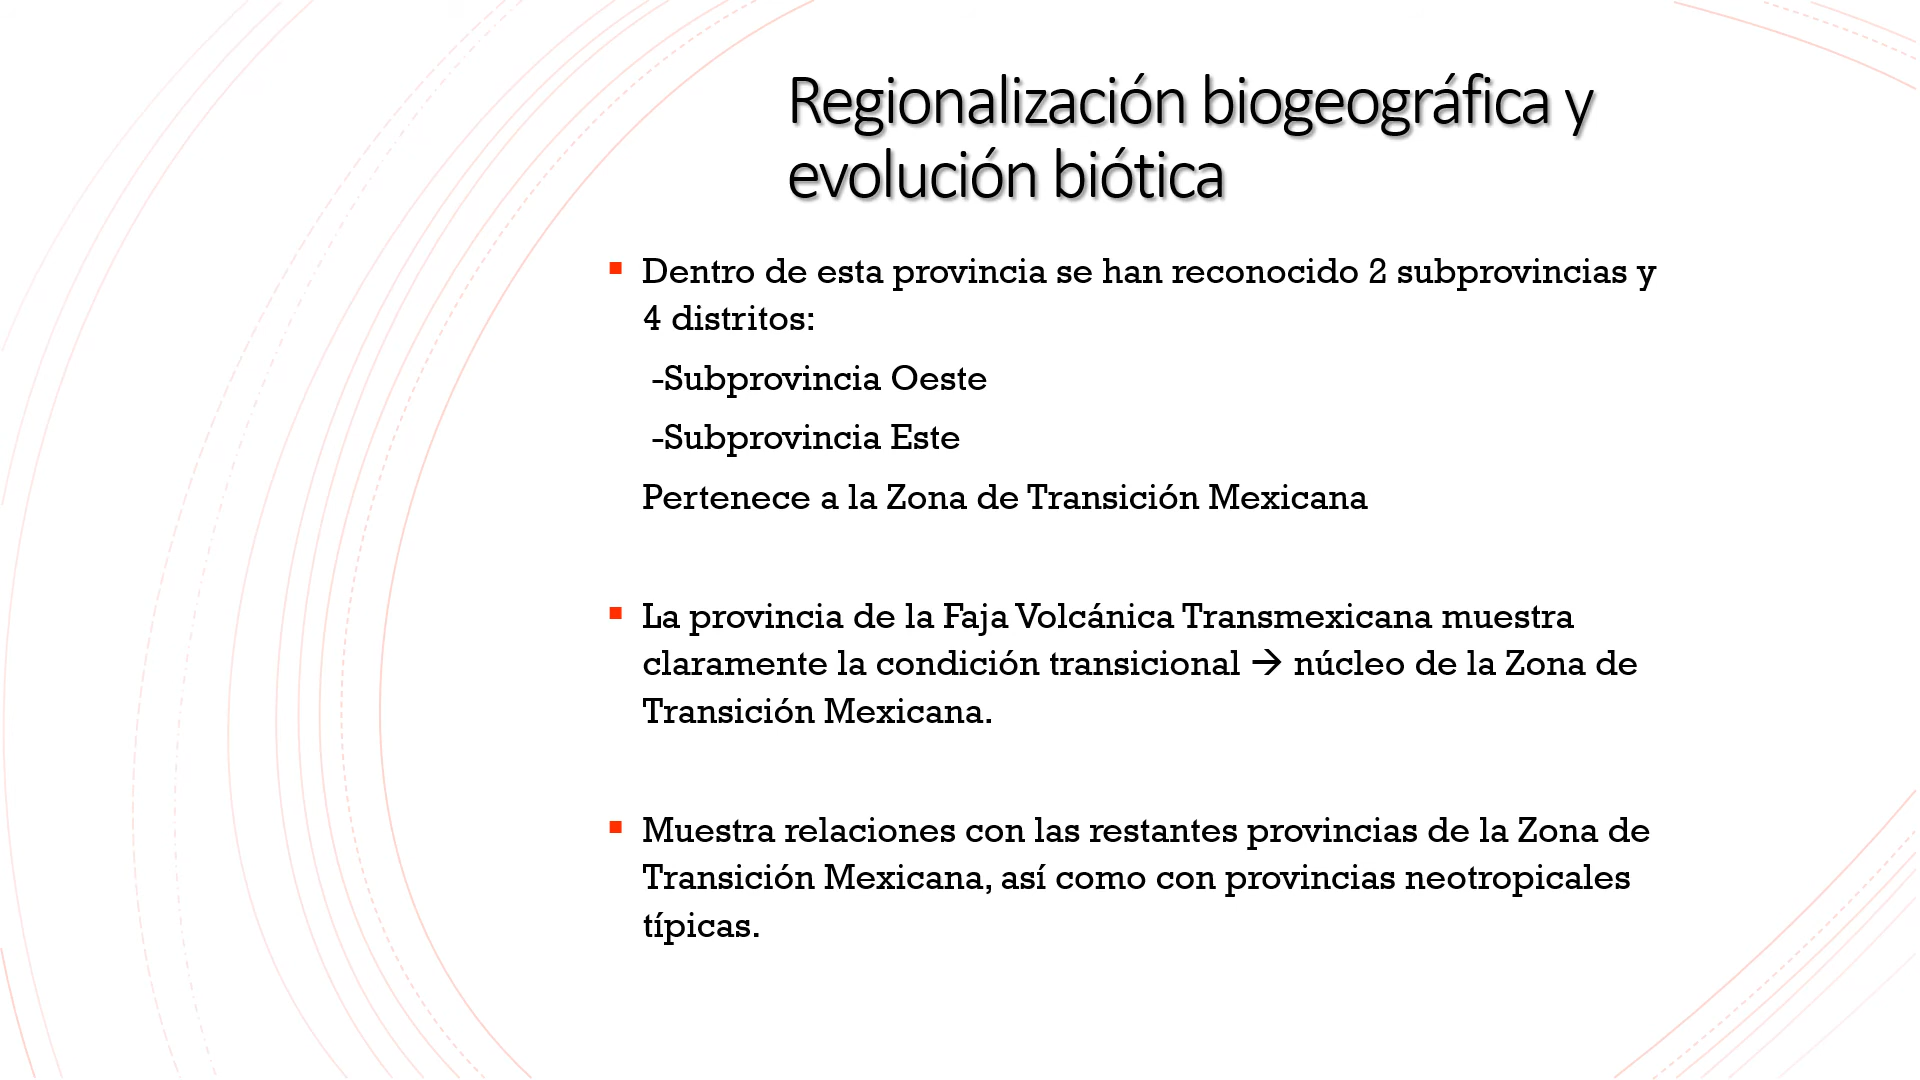 Regionalización biogeográfica y
evolución biótica
▪ Dentro de esta provincia se han reconocido 2 subprovincias y
4 distritos:
-Subprovincia Oeste
-Subprovincia Este
Pertenece a la Zona de Transición Mexicana
▪ La provincia de la Faja Volcánica Transmexicana muestra
claramente la condición transicional → núcleo de la Zona de
Transición Mexicana.
▪ Muestra relaciones con las restantes provincias de la Zona de
Transición Mexicana, así como con provincias neotropicales
típicas.